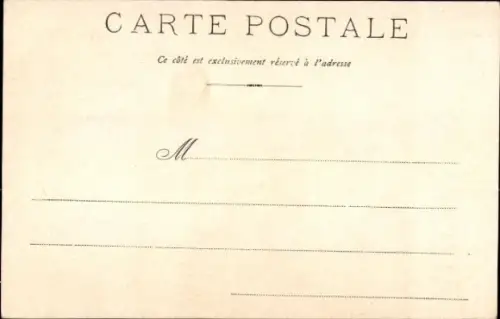 CARTE POSTALE
Ce côté est exclusivement réservé à l'adresse
M